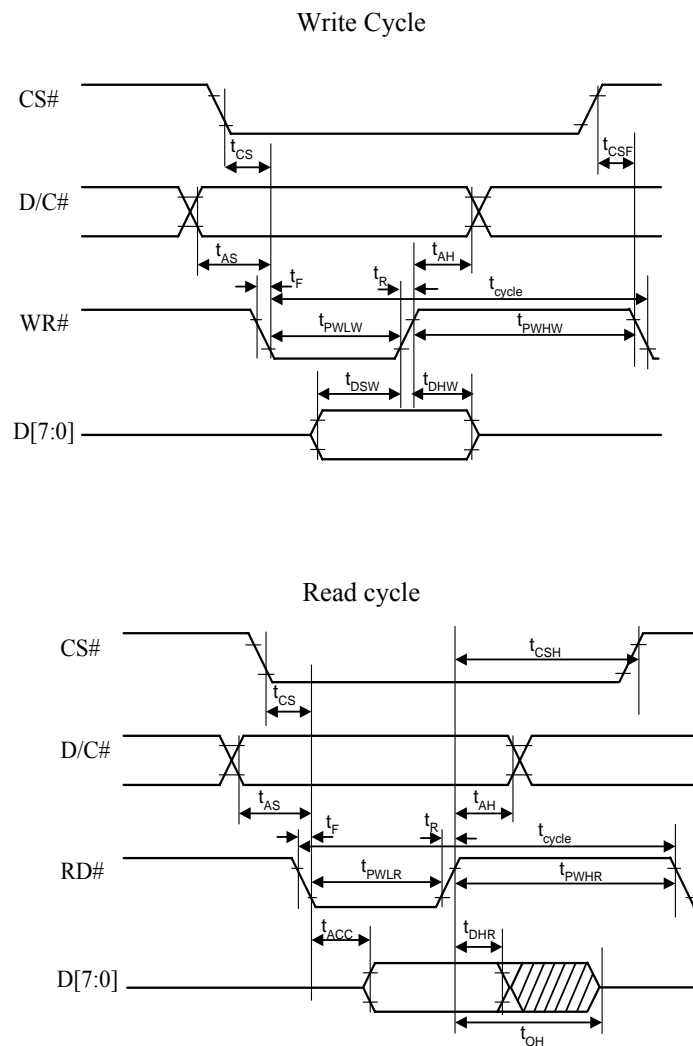 Write Cycle
CS#
tCS
tCSF
D/C#
tAS
tAH
tF
tR
tcycle
WR#
tPWLW
tPWHW
tDSW
tDHW
D[7:0]
Read cycle
CS#
tCSH
tCS
D/C#
tAS
tAH
tF
tR
tcycle
RD#
tPWLR
tPWHR
tACC
tDHR
D[7:0]
tOH